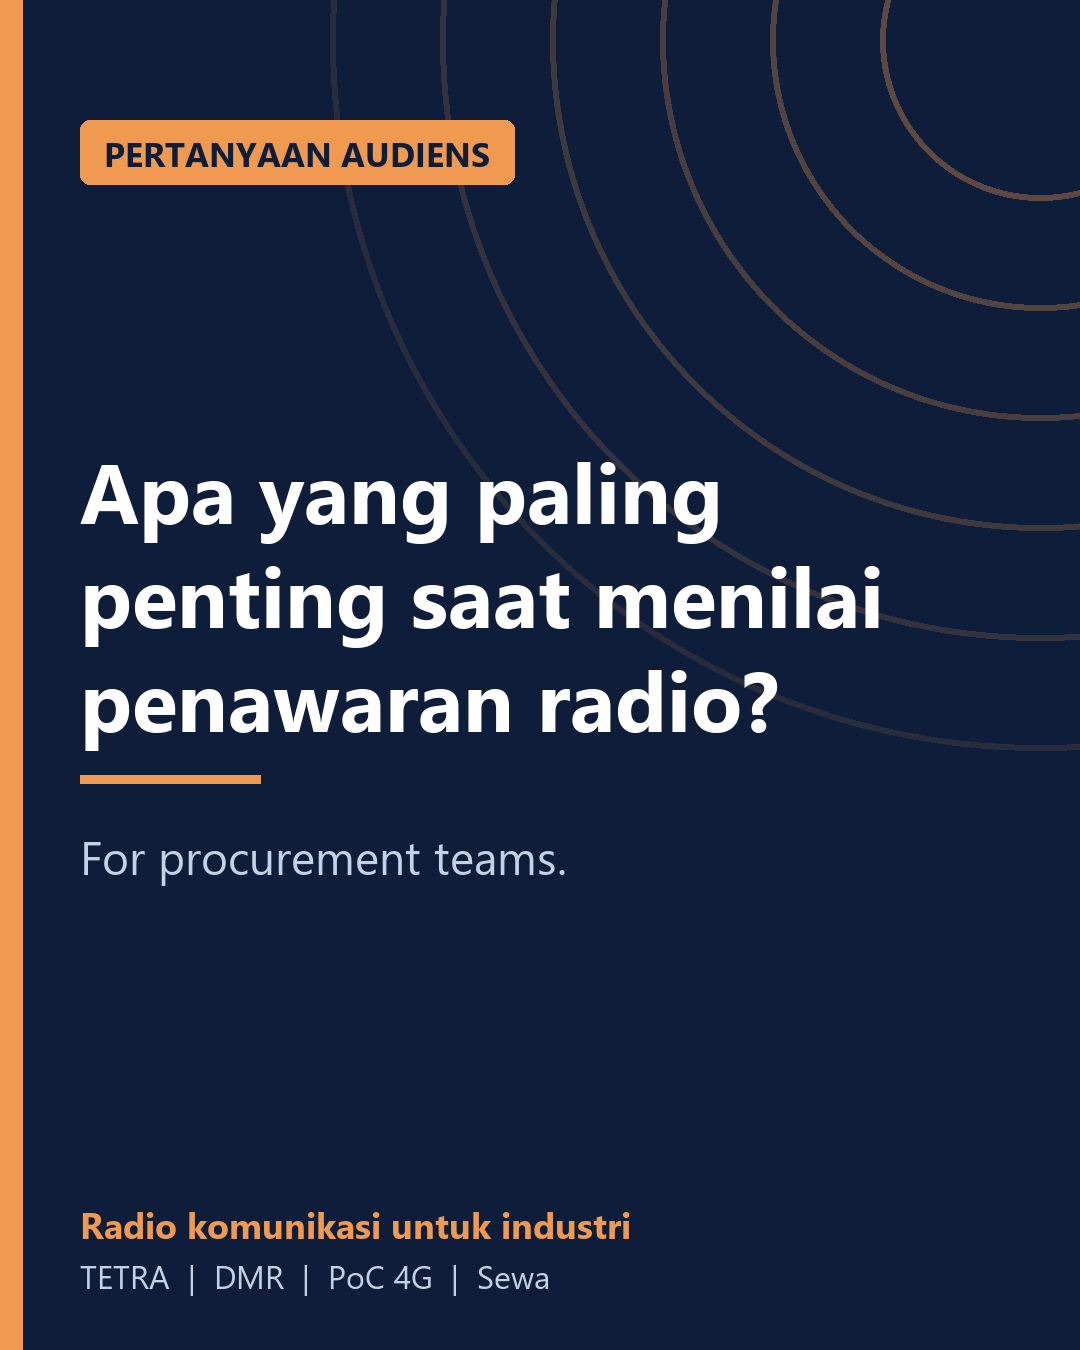 PERTANYAAN AUDIENS
Apa yang paling
penting saat menilai
penawaran radio?
For procurement teams.
Radio komunikasi untuk industri
TETRA | DMR | PoC 4G | Sewa